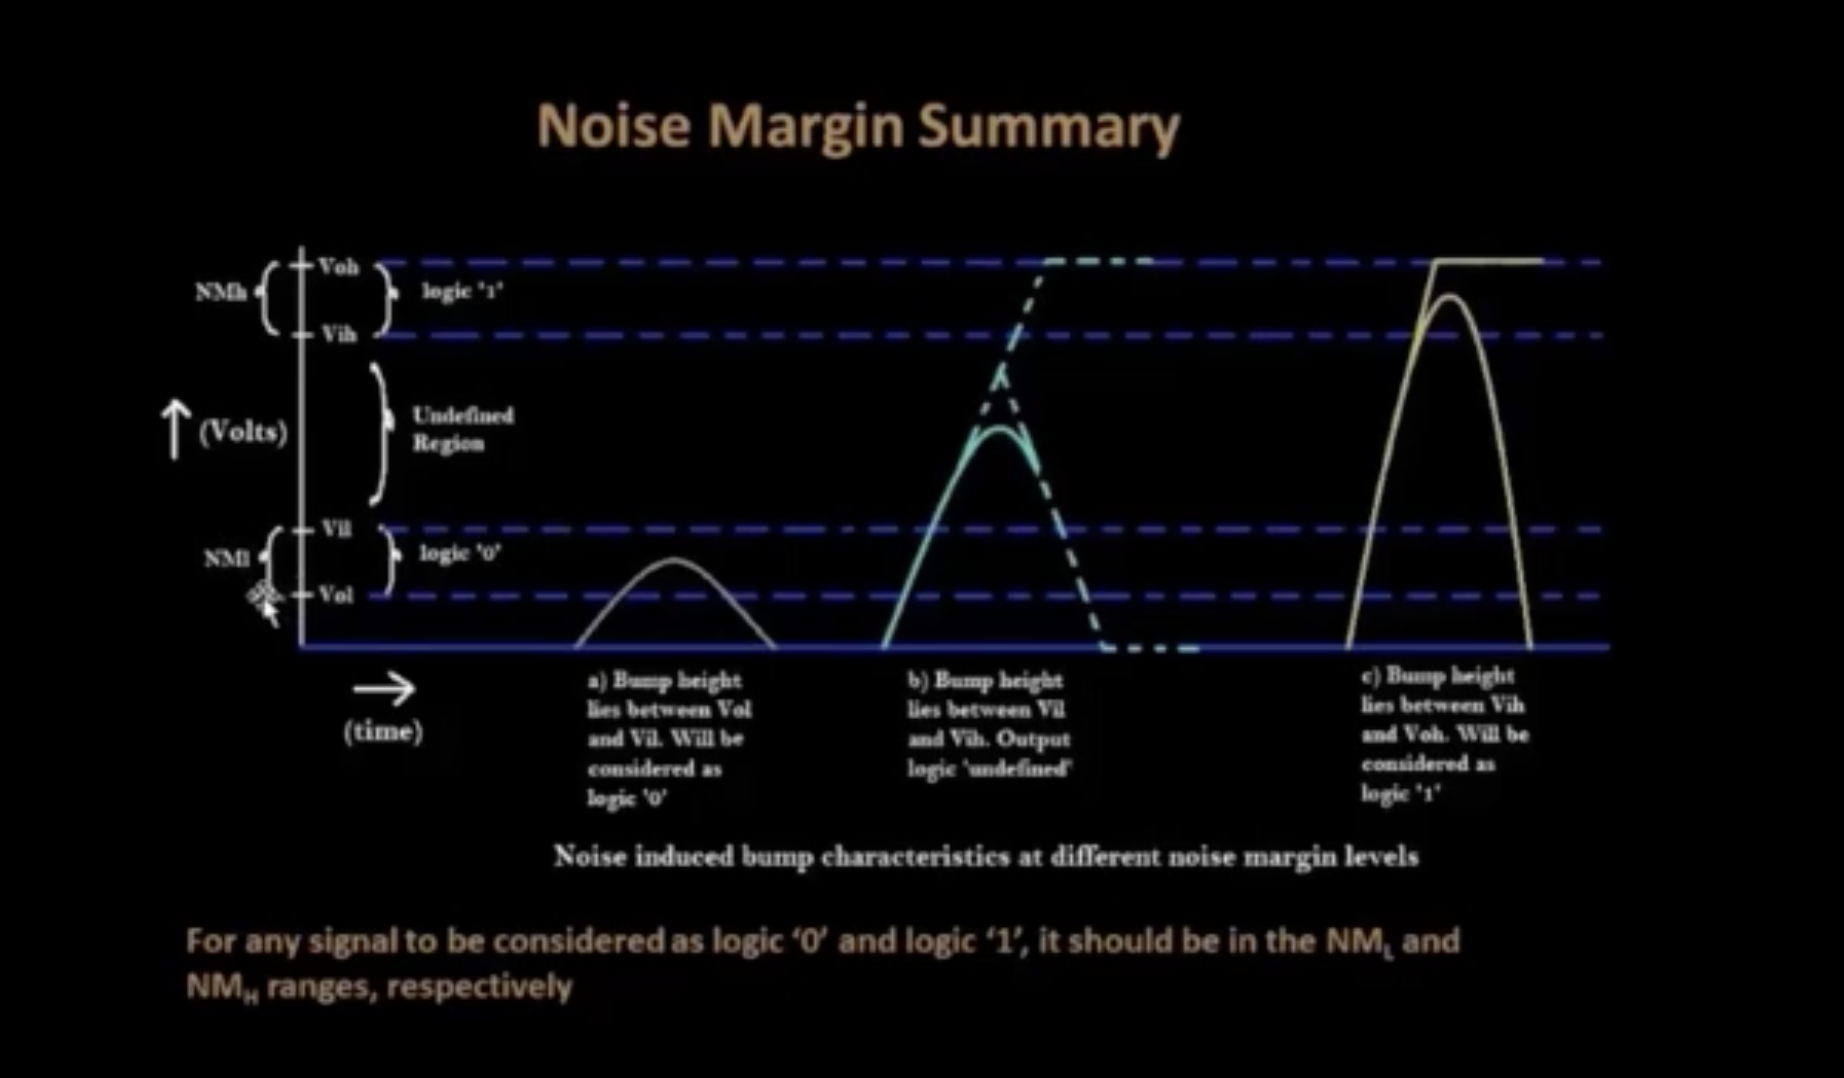 Noise Margin Summary
Voh
NMh
logic '1'
Vih
Undefined
Region
(Volts)
Vil
NMl
logic '0'
Vol
(time)
a) Bump height
lies between Vol
and Vil. Will be
considered as
logic '0'
b) Bump height
lies between Vil
and Vih. Output
logic 'undefined'
c) Bump height
lies between Vih
and Voh. Will be
considered as
logic '1'
Noise induced bump characteristics at different noise margin levels
For any signal to be considered as logic ‘0’ and logic ‘1’, it should be in the NML and
NMH ranges, respectively